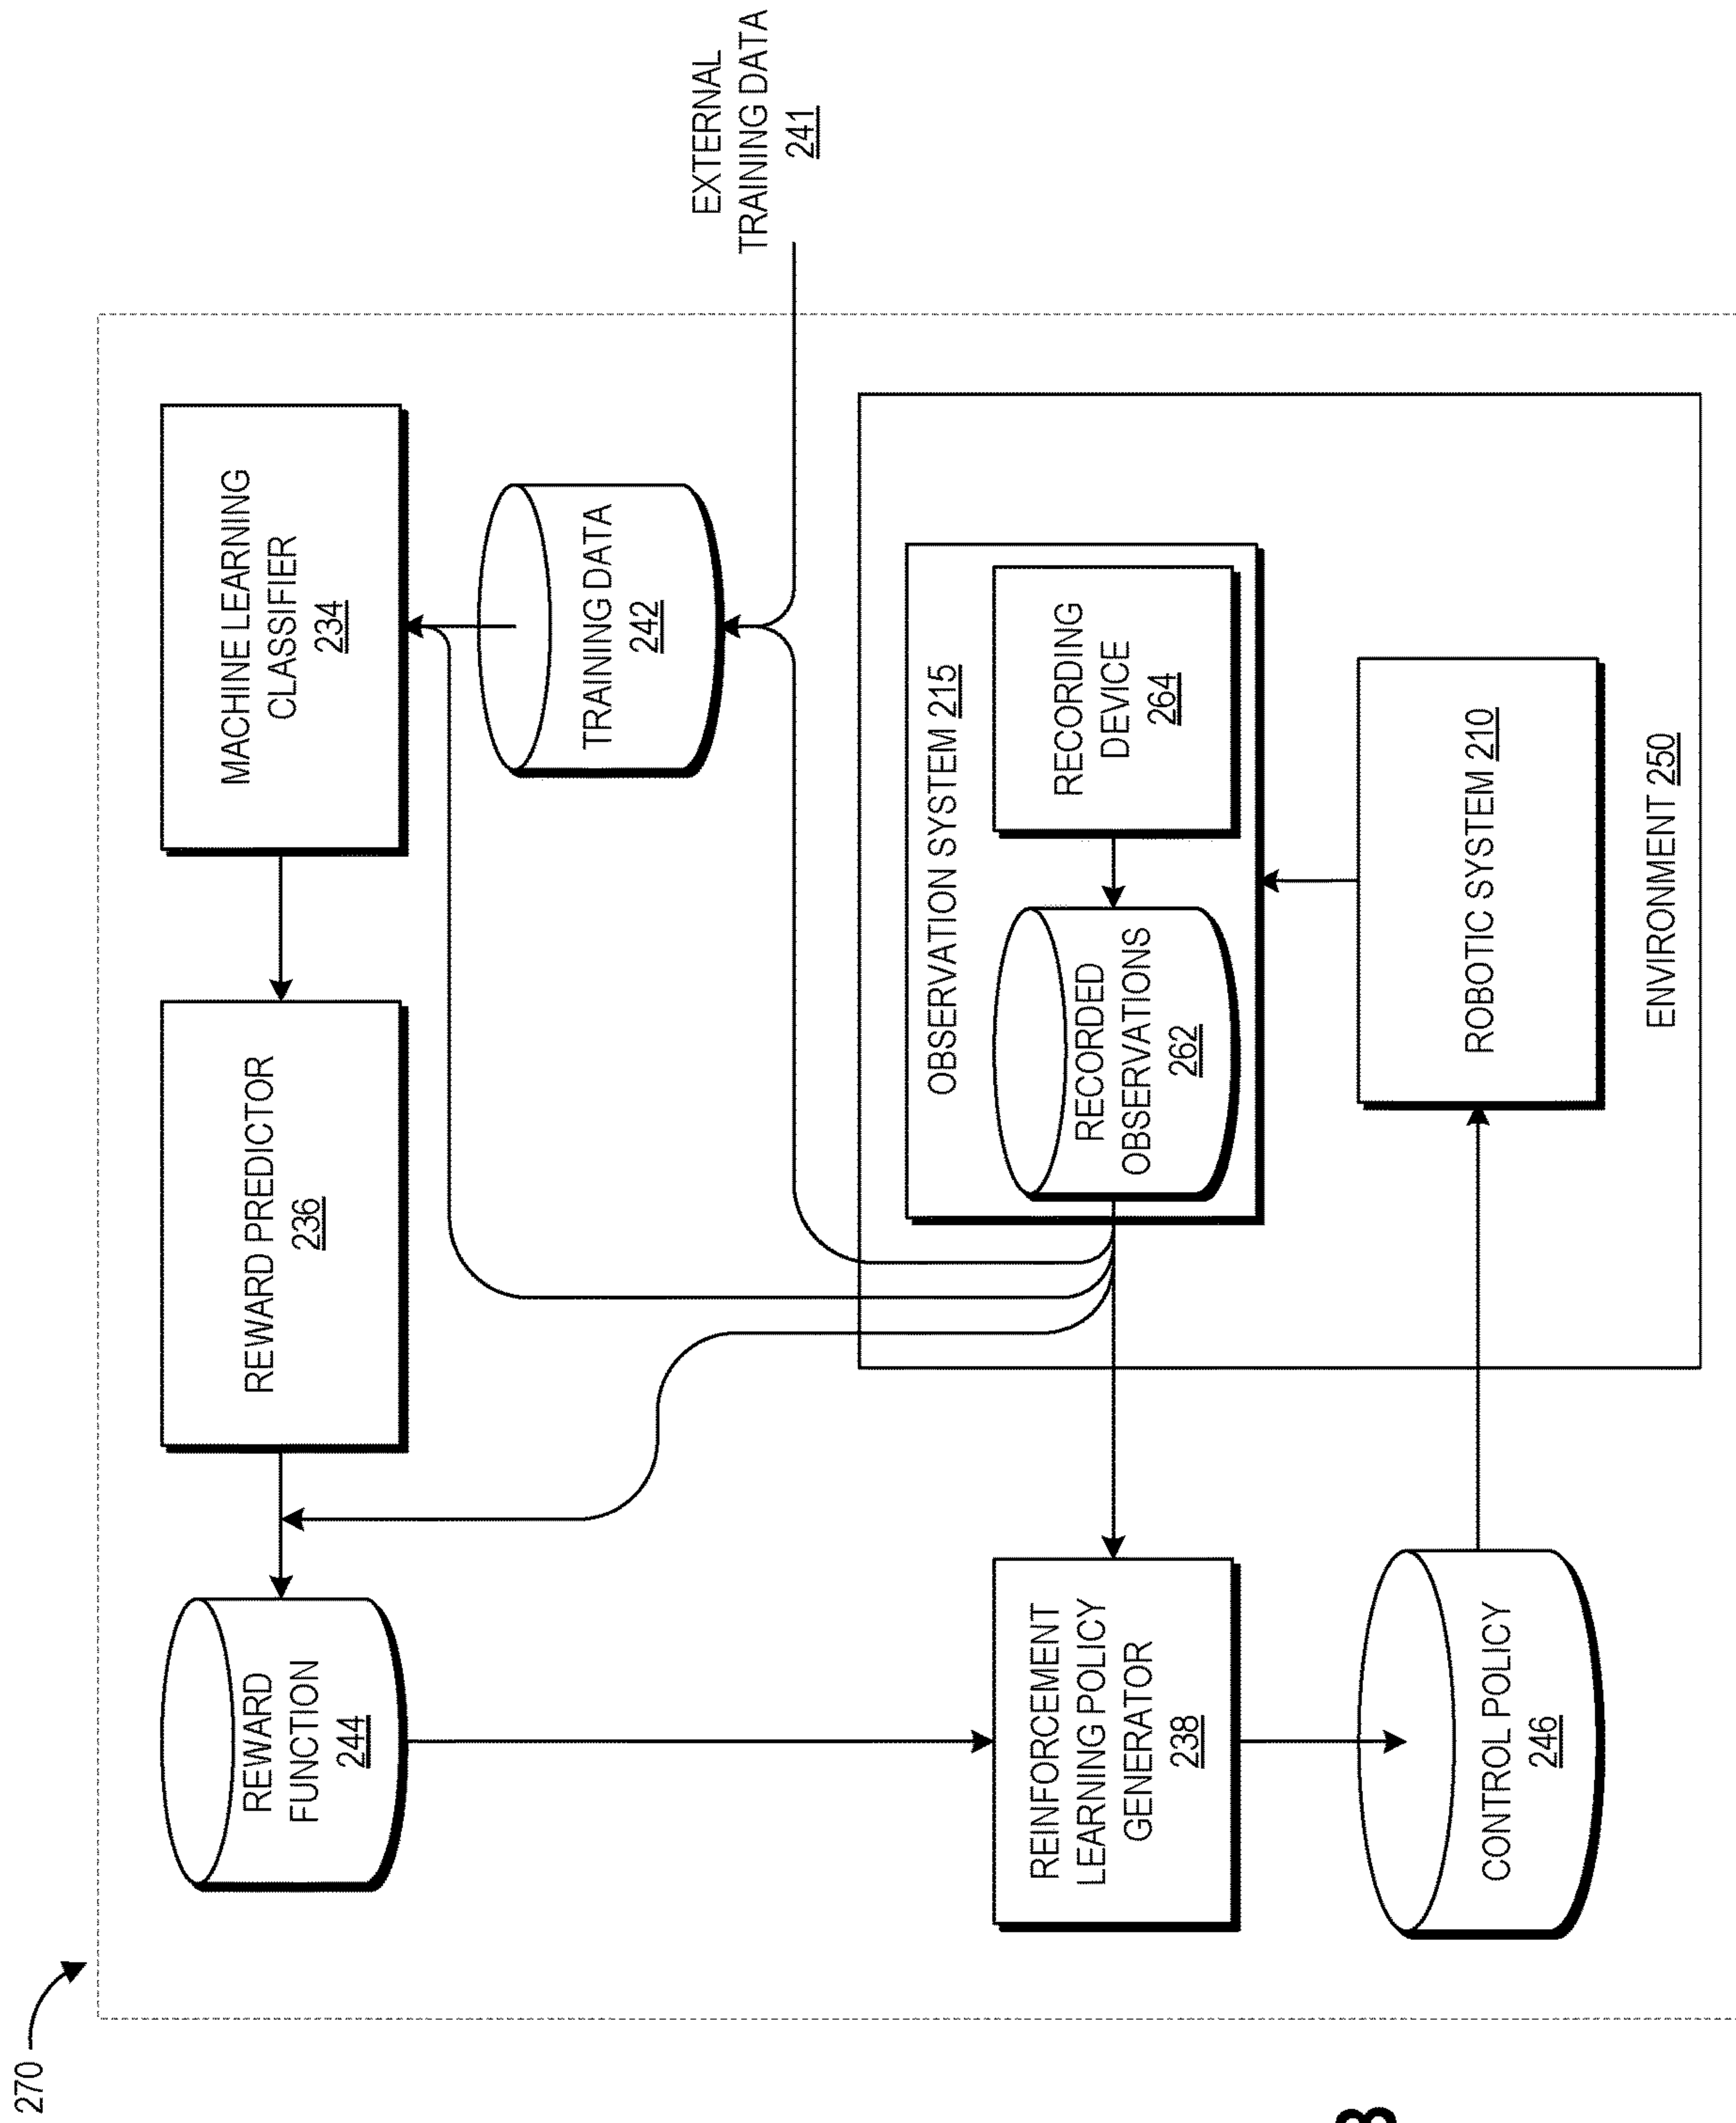 270
REWARD
FUNCTION
244
REWARD PREDICTOR
236
MACHINE LEARNING
CLASSIFIER
234
TRAINING DATA
242
EXTERNAL
TRAINING DATA
241
REINFORCEMENT
LEARNING POLICY
GENERATOR
238
OBSERVATION SYSTEM 215
RECORDED
OBSERVATIONS
262
RECORDING
DEVICE
264
CONTROL POLICY
246
ROBOTIC SYSTEM 210
ENVIRONMENT 250